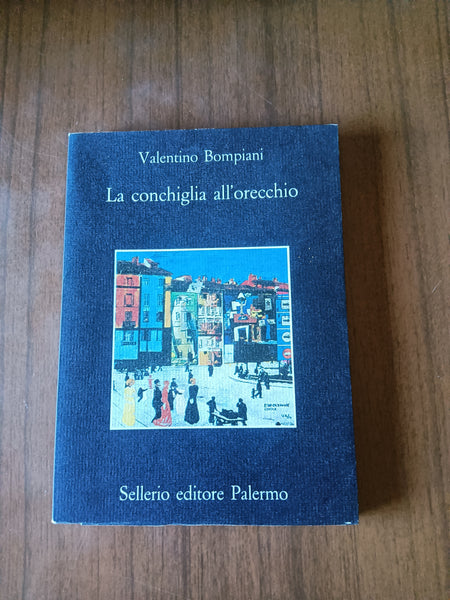 Valentino Bompiani
La conchiglia all'orecchio
Sellerio editore Palermo